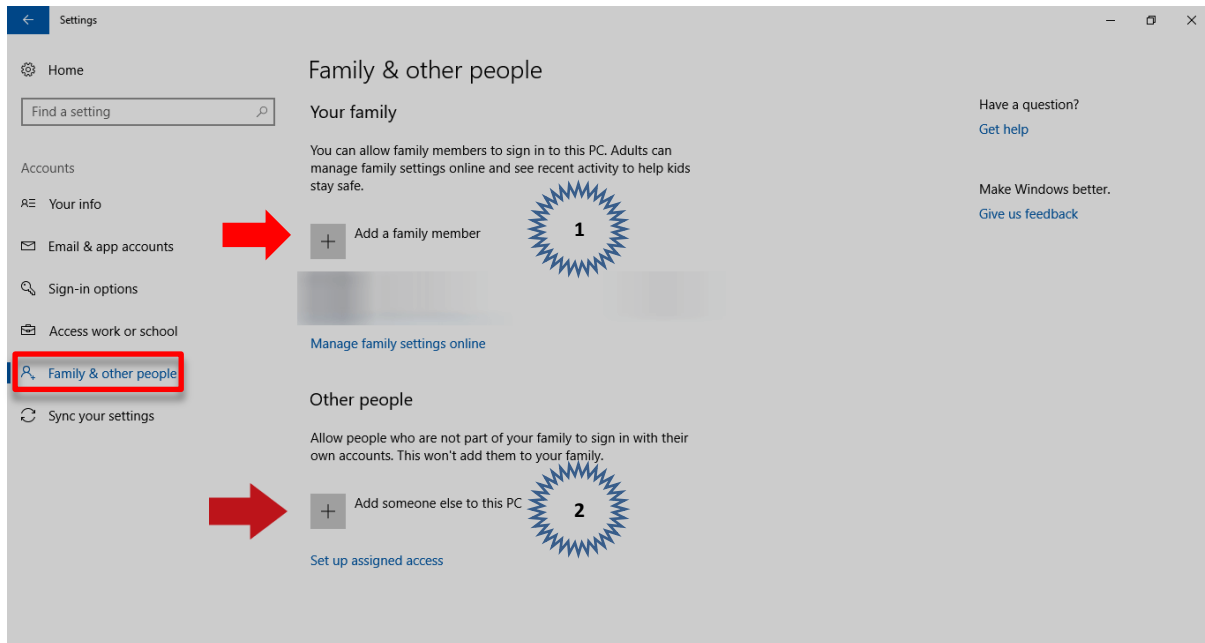 Settings
Home
Find a setting
Accounts
Your info
Email & app accounts
Sign-in options
Access work or school
Family & other people
Sync your settings
Family & other people
Your family
You can allow family members to sign in to this PC. Adults can
manage family settings online and see recent activity to help kids
stay safe.
Add a family member
1
Manage family settings online
Other people
Allow people who are not part of your family to sign in with their
own accounts. This won't add them to your family.
Add someone else to this PC
2
Set up assigned access
Have a question?
Get help
Make Windows better.
Give us feedback